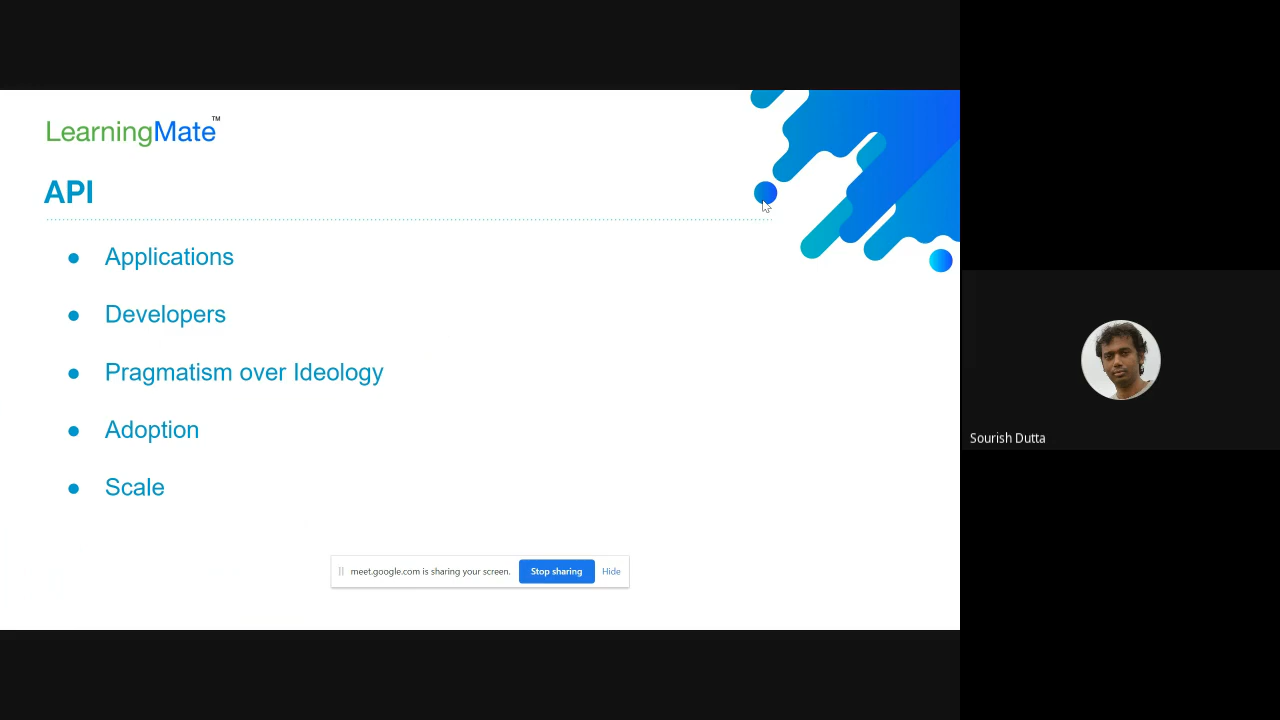 LearningMate™
API
● Applications
● Developers
● Pragmatism over Ideology
● Adoption
● Scale
meet.google.com is sharing your screen. Stop sharing Hide
Sourish Dutta